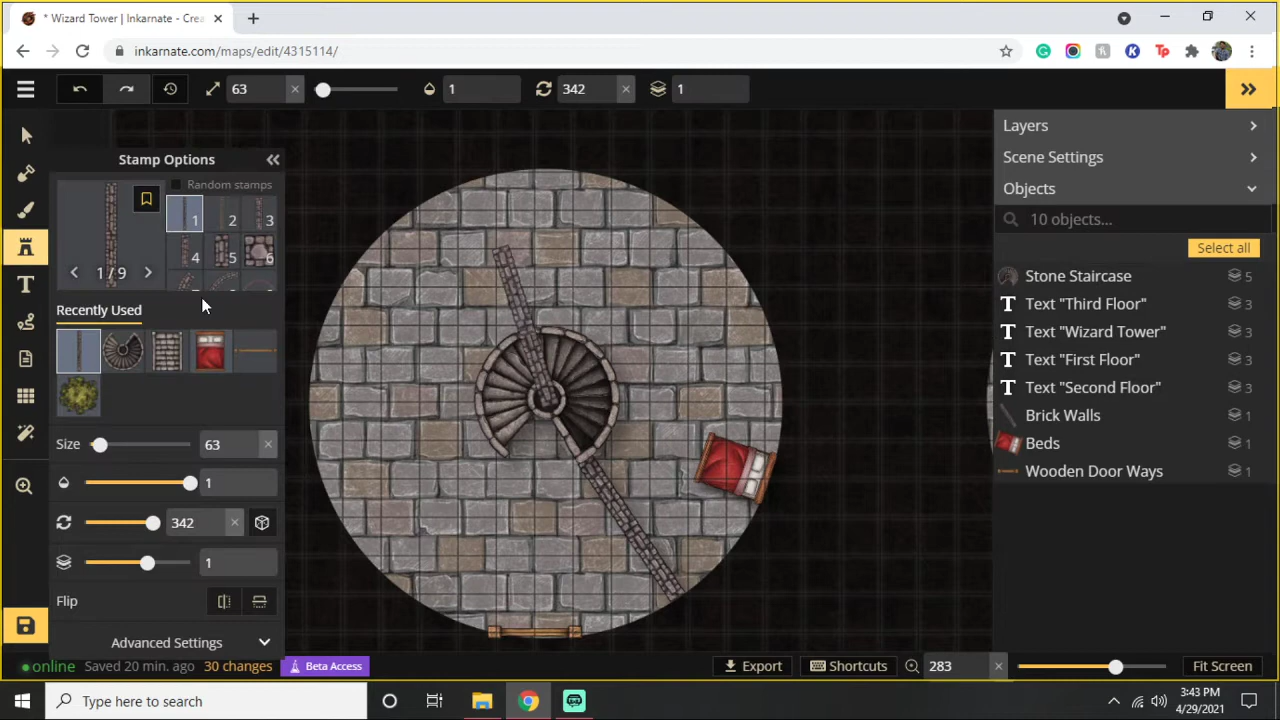 * Wizard Tower | Inkarnate - Crea
inkarnate.com/maps/edit/4315114/
63
1
342
1
Stamp Options
Random stamps
1
2
3
4
5
6
1 / 9
Recently Used
Size
63
1
342
1
Flip
Advanced Settings
Layers
Scene Settings
Objects
10 objects...
Select all
Stone Staircase
5
Text "Third Floor"
3
Text "Wizard Tower"
3
Text "First Floor"
3
Text "Second Floor"
3
Brick Walls
1
Beds
1
Wooden Door Ways
1
online
Saved 20 min. ago
30 changes
Beta Access
Export
Shortcuts
283
Fit Screen
Type here to search
3:43 PM
4/29/2021